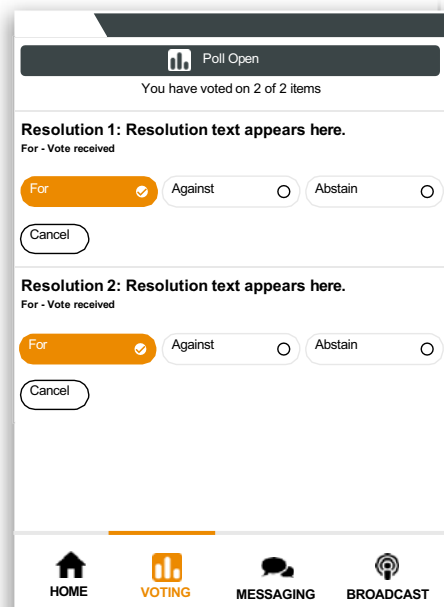 Poll Open
You have voted on 2 of 2 items
Resolution 1: Resolution text appears here.
For - Vote received
For Against Abstain
Cancel
Resolution 2: Resolution text appears here.
For - Vote received
For Against Abstain
Cancel
HOME VOTING MESSAGING BROADCAST